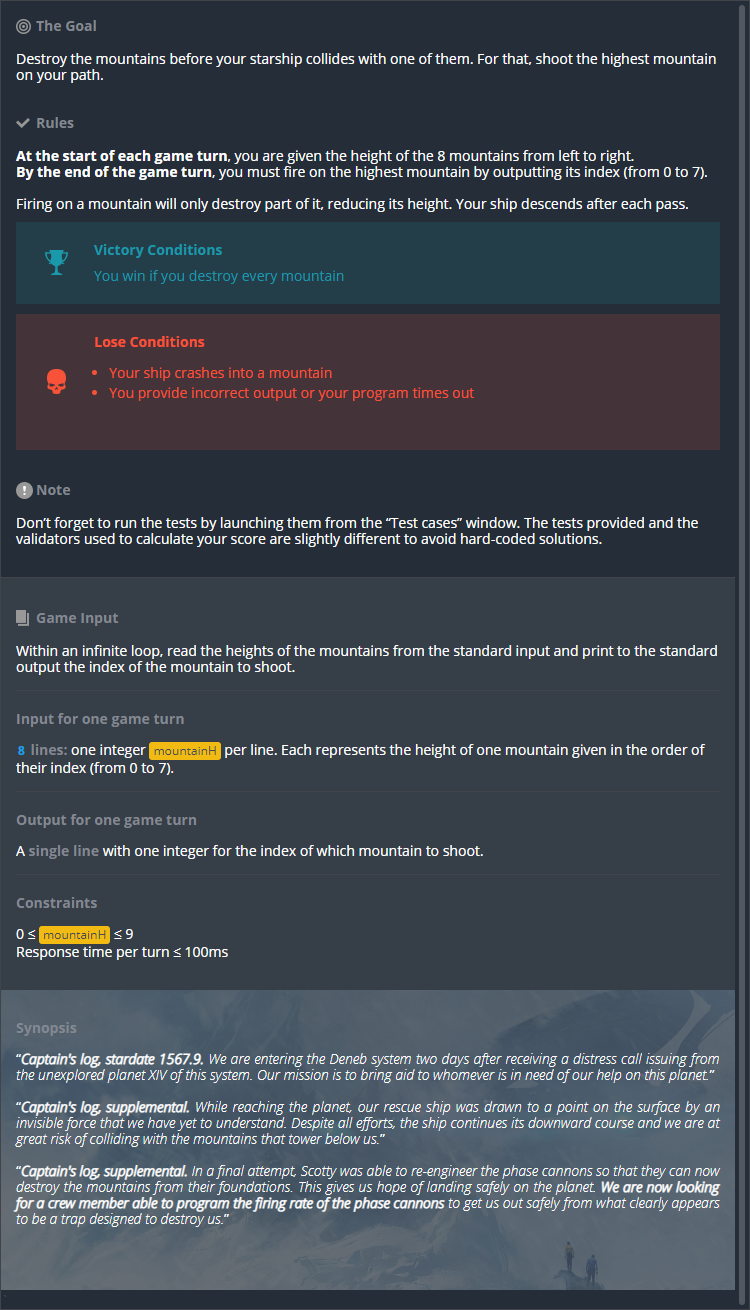 The Goal
Destroy the mountains before your starship collides with one of them. For that, shoot the highest mountain
on your path.
Rules
At the start of each game turn, you are given the height of the 8 mountains from left to right.
By the end of the game turn, you must fire on the highest mountain by outputting its index (from 0 to 7).
Firing on a mountain will only destroy part of it, reducing its height. Your ship descends after each pass.
Victory Conditions
You win if you destroy every mountain
Lose Conditions
• Your ship crashes into a mountain
• You provide incorrect output or your program times out
Note
Don’t forget to run the tests by launching them from the “Test cases” window. The tests provided and the
validators used to calculate your score are slightly different to avoid hard-coded solutions.
Game Input
Within an infinite loop, read the heights of the mountains from the standard input and print to the standard
output the index of the mountain to shoot.
Input for one game turn
8 lines: one integer mountainH per line. Each represents the height of one mountain given in the order of
their index (from 0 to 7).
Output for one game turn
A single line with one integer for the index of which mountain to shoot.
Constraints
0 ≤ mountainH ≤ 9
Response time per turn ≤ 100ms
Synopsis
“Captain's log, stardate 1567.9. We are entering the Deneb system two days after receiving a distress call issuing from
the unexplored planet XIV of this system. Our mission is to bring aid to whomever is in need of our help on this planet.”
“Captain's log, supplemental. While reaching the planet, our rescue ship was drawn to a point on the surface by an
invisible force that we have yet to understand. Despite all efforts, the ship continues its downward course and we are at
great risk of colliding with the mountains that tower below us.”
“Captain's log, supplemental. In a final attempt, Scotty was able to re-engineer the phase cannons so that they can now
destroy the mountains from their foundations. This gives us hope of landing safely on the planet. We are now looking
for a crew member able to program the firing rate of the phase cannons to get us out safely from what clearly appears
to be a trap designed to destroy us.”